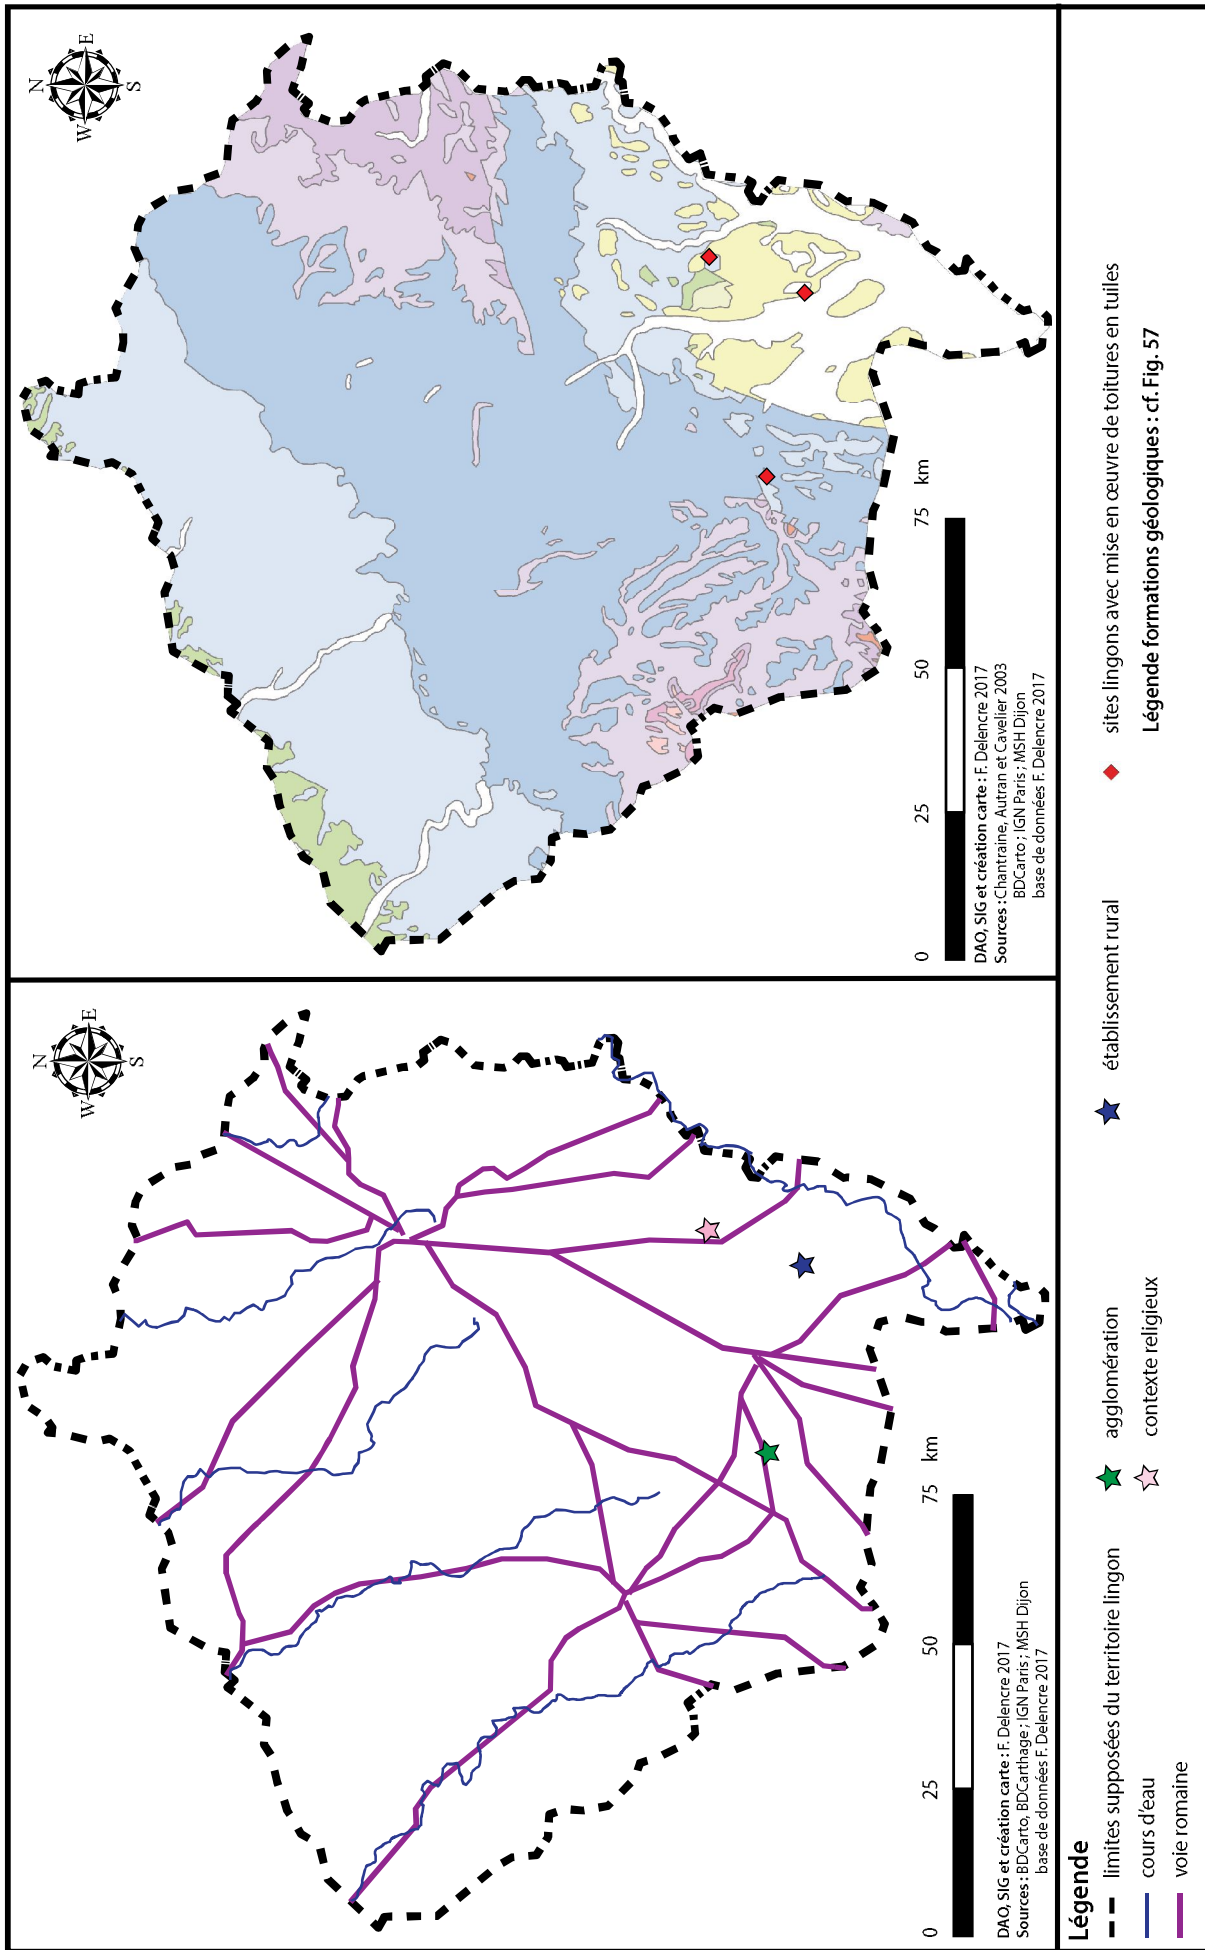 N
W
E
S
0
25
50
75
km
DAO, SIG et création carte : F. Delencre 2017
Sources : BDCarto, BDCarthage ; IGN Paris ; MSH Dijon
base de données F. Delencre 2017
N
W
E
S
0
25
50
75
km
DAO, SIG et création carte : F. Delencre 2017
Sources : Chantraine, Autran et Cavelier 2003
BDCarto ; IGN Paris ; MSH Dijon
base de données F. Delencre 2017
Légende
limites supposées du territoire lingon
cours d'eau
voie romaine
agglomération
contexte religieux
établissement rural
sites lingons avec mise en œuvre de toitures en tuiles
Légende formations géologiques : cf. Fig. 57